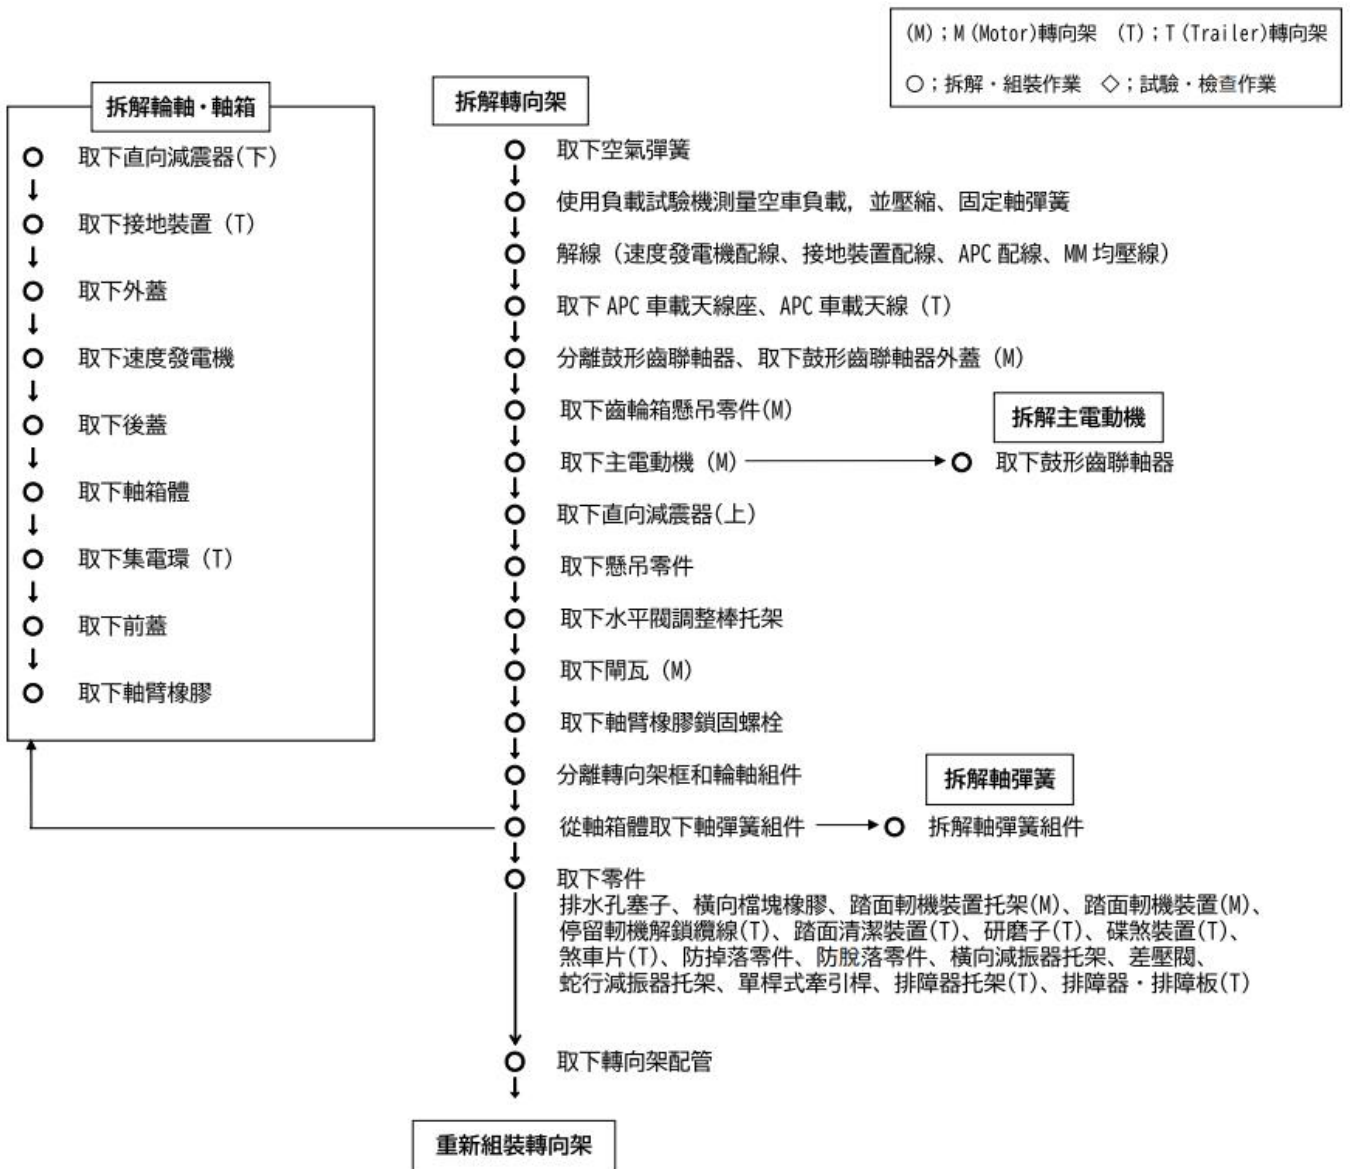 (M)；M(Motor)轉向架　(T)；T(Trailer)轉向架
○；拆解・組裝作業　◇；試驗・檢查作業
拆解輪軸・軸箱
取下直向減震器(下)
取下接地裝置 (T)
取下外蓋
取下速度發電機
取下後蓋
取下軸箱體
取下集電環 (T)
取下前蓋
取下軸臂橡膠
拆解轉向架
取下空氣彈簧
使用負載試驗機測量空車負載，並壓縮、固定軸彈簧
解線（速度發電機配線、接地裝置配線、APC 配線、MM 均壓線）
取下 APC 車載天線座、APC 車載天線 (T)
分離鼓形齒聯軸器、取下鼓形齒聯軸器外蓋 (M)
取下齒輪箱懸吊零件(M)
取下主電動機 (M)
拆解主電動機
取下鼓形齒聯軸器
取下直向減震器(上)
取下懸吊零件
取下水平閥調整棒托架
取下閘瓦 (M)
取下軸臂橡膠鎖固螺栓
分離轉向架框和輪軸組件
從軸箱體取下軸彈簧組件
拆解軸彈簧
拆解軸彈簧組件
取下零件
排水孔塞子、橫向檔塊橡膠、踏面軔機裝置托架(M)、踏面軔機裝置(M)、
停留軔機解鎖纜線(T)、踏面清潔裝置(T)、研磨子(T)、碟煞裝置(T)、
煞車片(T)、防掉落零件、防脫落零件、橫向減振器托架、差壓閥、
蛇行減振器托架、單桿式牽引桿、排障器托架(T)、排障器・排障板(T)
取下轉向架配管
重新組裝轉向架